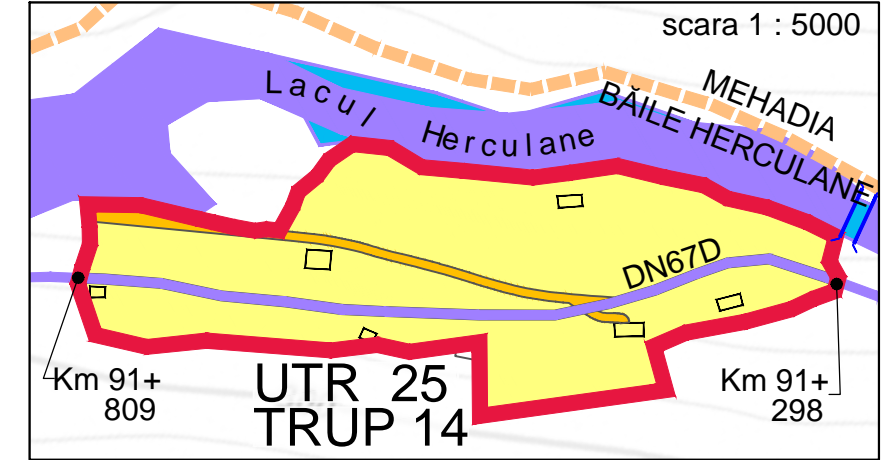 scara 1 : 5000
MEHADIA
BĂILE HERCULANE
Lacul Herculane
DN67D
Km 91+
809
UTR 25
TRUP 14
Km 91+
298